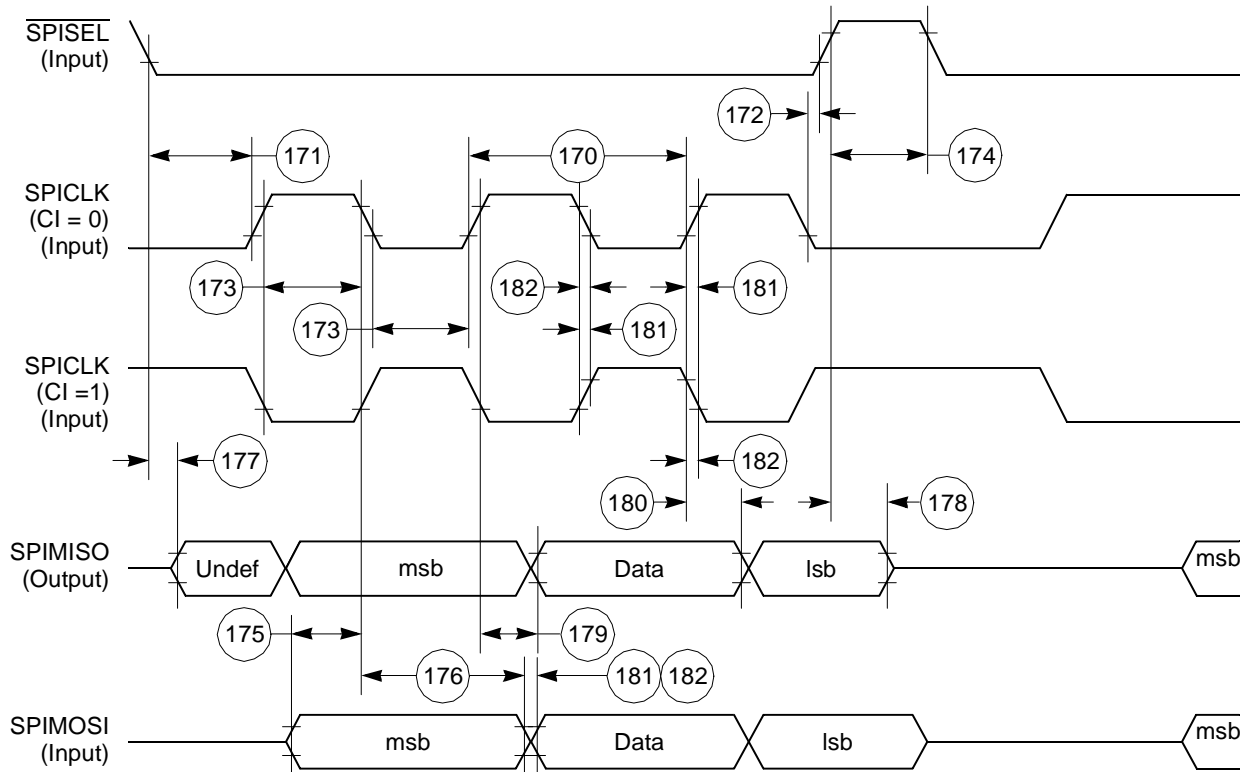 SPISEL
(Input)
172
171
170
174
SPICLK
(CI = 0)
(Input)
173
182
181
173
181
SPICLK
(CI =1)
(Input)
177
182
180
178
SPIMISO
(Output)
Undef
msb
Data
lsb
msb
175
179
176
181
182
SPIMOSI
(Input)
msb
Data
lsb
msb